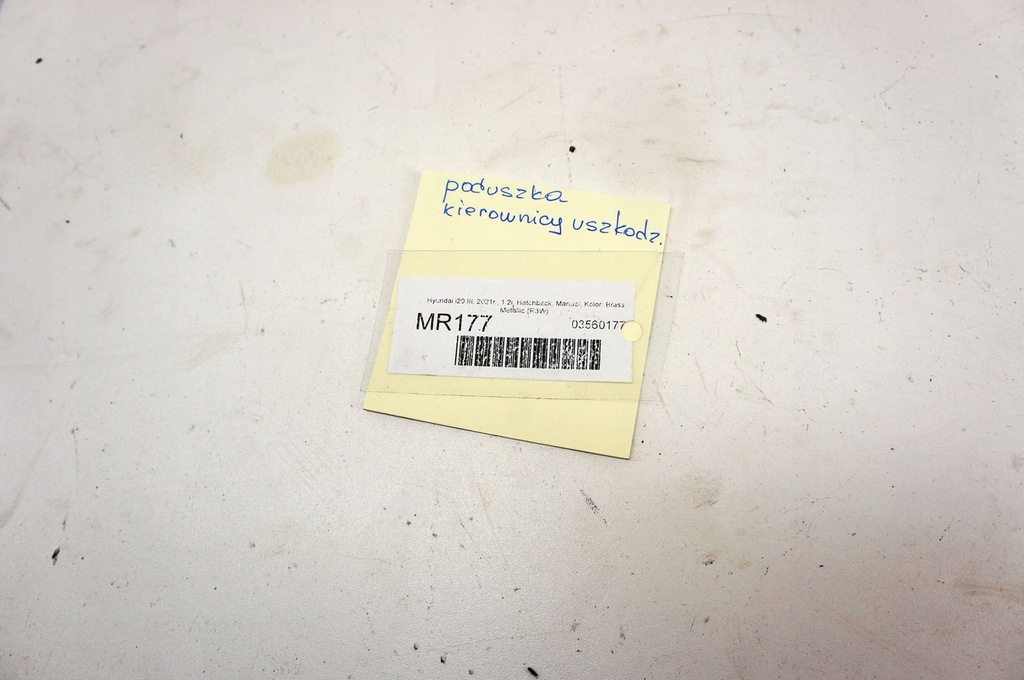 poduszka
kierownicy uszkodz.
Hyundai i20 III, 2021r., 1.2i, Hatchback, Manual, Kolor: Brass
Metallic (R3W)
MR177 03560177